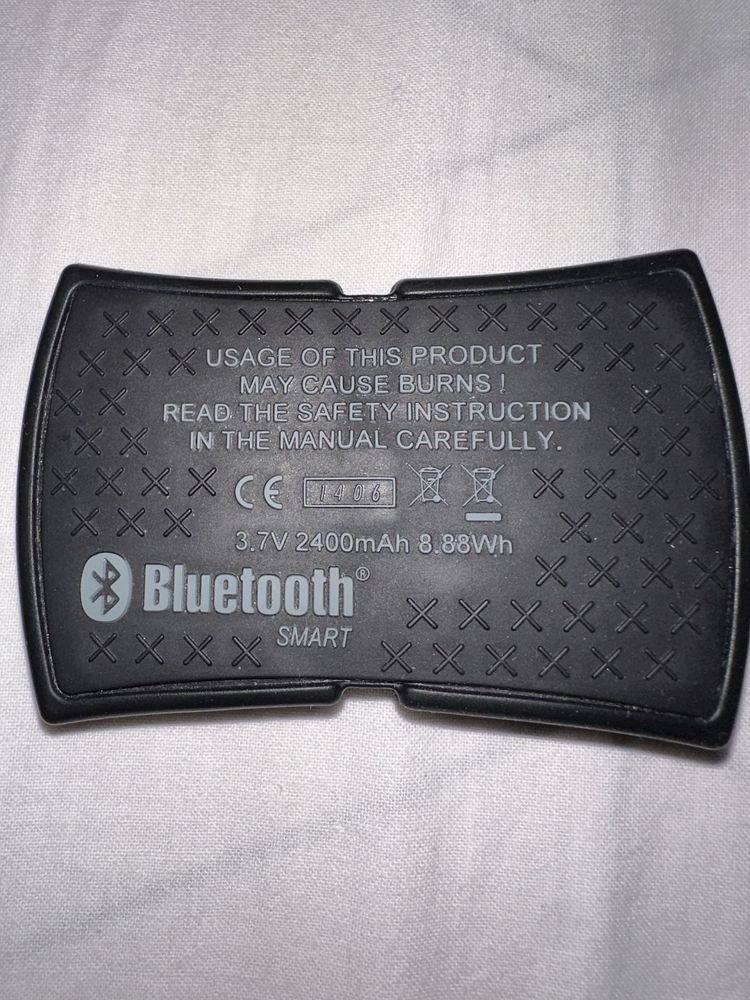 USAGE OF THIS PRODUCT
MAY CAUSE BURNS !
READ THE SAFETY INSTRUCTION
IN THE MANUAL CAREFULLY.
CE 1406
3.7V 2400mAh 8.88Wh
Bluetooth®
SMART